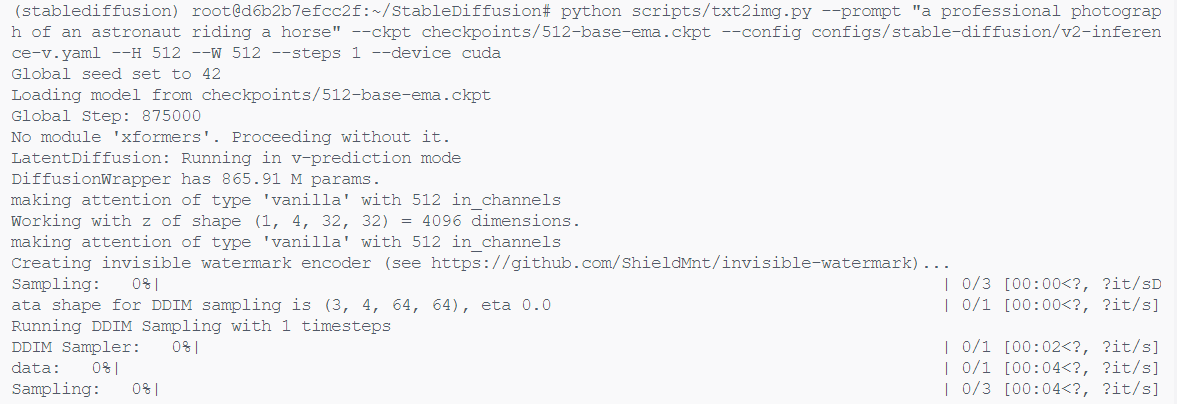 (stablediffusion) root@d6b2b7efcc2f:~/StableDiffusion# python scripts/txt2img.py --prompt "a professional photograp
h of an astronaut riding a horse" --ckpt checkpoints/512-base-ema.ckpt --config configs/stable-diffusion/v2-inferen
ce-v.yaml --H 512 --W 512 --steps 1 --device cuda
Global seed set to 42
Loading model from checkpoints/512-base-ema.ckpt
Global Step: 875000
No module 'xformers'. Proceeding without it.
LatentDiffusion: Running in v-prediction mode
DiffusionWrapper has 865.91 M params.
making attention of type 'vanilla' with 512 in_channels
Working with z of shape (1, 4, 32, 32) = 4096 dimensions.
making attention of type 'vanilla' with 512 in_channels
Creating invisible watermark encoder (see https://github.com/ShieldMnt/invisible-watermark)...
Sampling:   0%|                                                                              | 0/3 [00:00<?, ?it/sD
ata shape for DDIM sampling is (3, 4, 64, 64), eta 0.0                                       | 0/1 [00:00<?, ?it/s]
Running DDIM Sampling with 1 timesteps
DDIM Sampler:   0%|                                                                          | 0/1 [00:02<?, ?it/s]
data:   0%|                                                                                  | 0/1 [00:04<?, ?it/s]
Sampling:   0%|                                                                              | 0/3 [00:04<?, ?it/s]